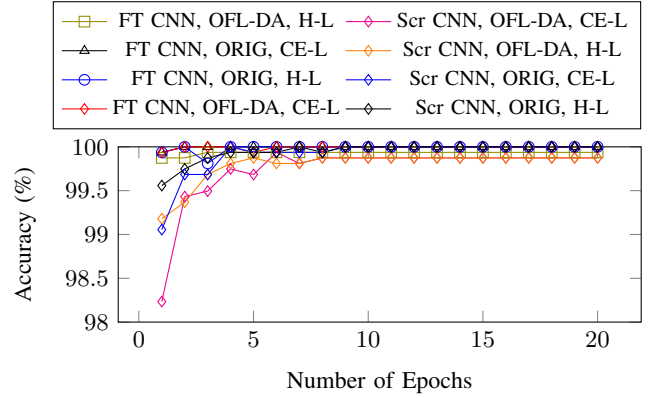 FT CNN, OFL-DA, H-L Scr CNN, OFL-DA, CE-L
FT CNN, ORIG, CE-L Scr CNN, OFL-DA, H-L
FT CNN, ORIG, H-L Scr CNN, ORIG, CE-L
FT CNN, OFL-DA, CE-L Scr CNN, ORIG, H-L
100
99.5
99
98.5
98
Accuracy (%)
0 5 10 15 20
Number of Epochs